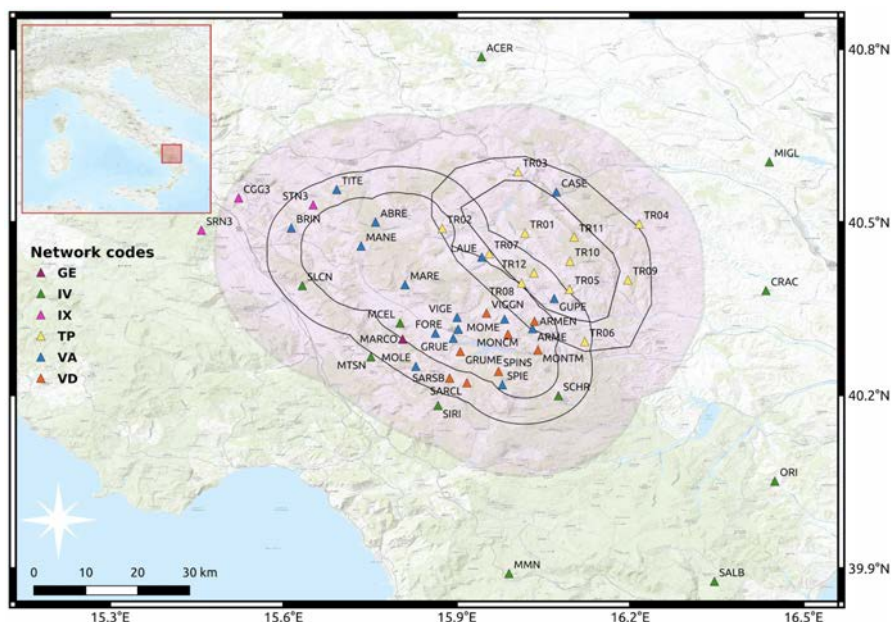 ACER
40.8°N
MIGL
TR03
TITE
CASE
CGG3
STN3
TR04
ABRE
SRN3
BRIN
TR02
TR01
TR11
40.5°N
MANE
Network codes
LAUE
TR07
TR10
GE
TR12
TR09
IV
SLCN
MARE
TR08
TR05
CRAC
IX
VIGE
VIGGN
GUPE
TP
MCEL
FORE
MOME
ARMEN
VA
MARCO
GRUE
MONCM
ARME
TR06
VD
MTSN
MOLE
GRUME
SPINS
MONTM
SARSB
SPIE
SCHR
40.2°N
SARCL
SIRI
ORI
0 10 20 30 km
MMN
SALB
39.9°N
15.3°E
15.6°E
15.9°E
16.2°E
16.5°E